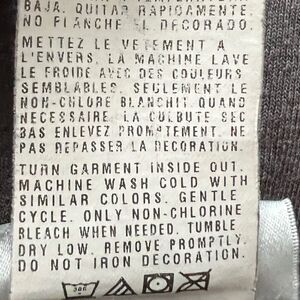 BAJA. QUITAR RAPIDAMENTE
NO PLANCHE EL DECORADO.
METTEZ LE VETEMENT A
L'ENVERS. LA MACHINE LAVE
LE FROIDE AVEC DES COULEURS
SEMBLABLES. SEULEMENT LE
NON-CHLORE BLANCHIT QUAND
NECESSAIRE. LA CULBUTE SEC
BAS ENLEVEZ PROMPTEMENT. NE
PAS REPASSER LA DECORATION.
TURN GARMENT INSIDE OUT.
MACHINE WASH COLD WITH
SIMILAR COLORS. GENTLE
CYCLE. ONLY NON-CHLORINE
BLEACH WHEN NEEDED. TUMBLE
DRY LOW. REMOVE PROMPTLY.
DO NOT IRON DECORATION.